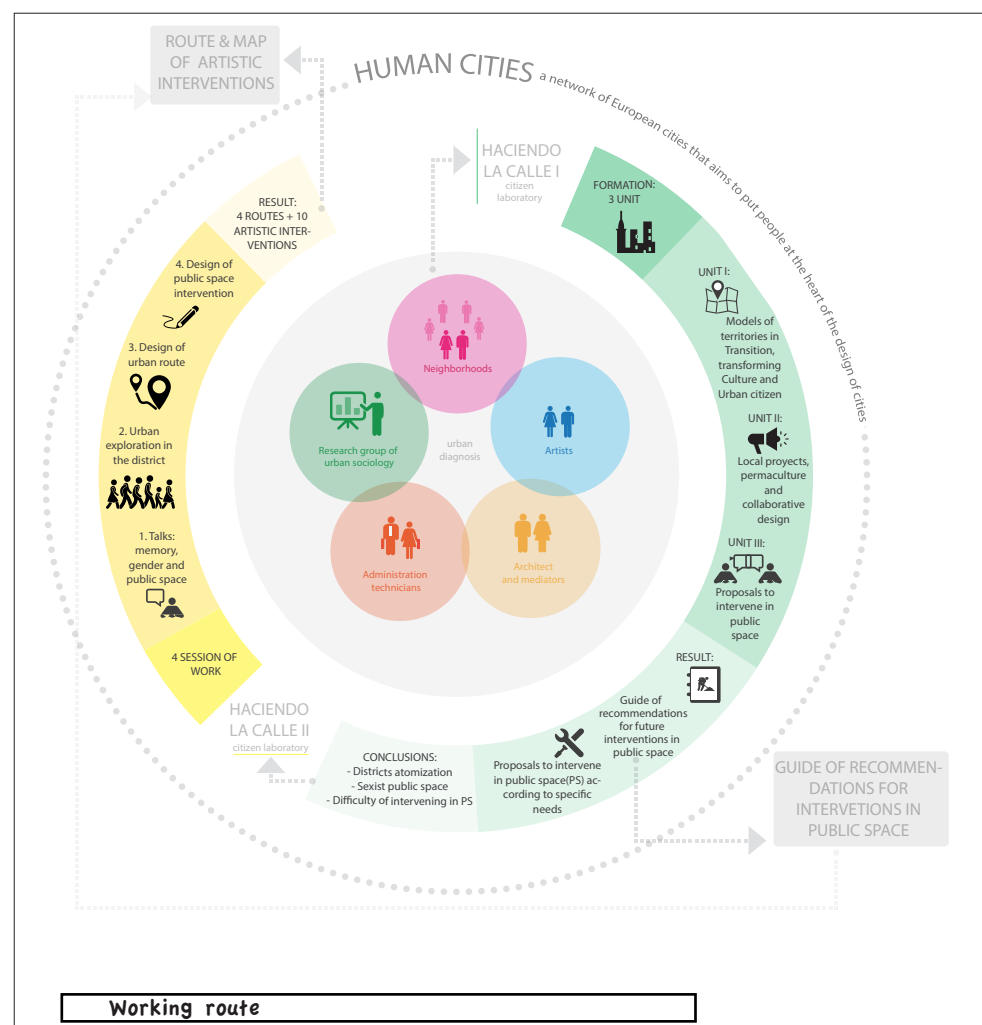 ROUTE & MAP
OF ARTISTIC
INTERVENTIONS
HUMAN CITIES
a network of European cities that aims to put people at the heart of the design of cities
HACIENDO
LA CALLE I
citizen
laboratory
FORMATION:
3 UNIT
UNIT I:
Models of
territories in
Transition,
transforming
Culture and
Urban citizen
UNIT II:
Local proyects,
permaculture
and
collaborative
design
UNIT III:
Proposals to
intervene in
public
space
RESULT:
Guide of
recommendations
for future
interventions in
public space
Proposals to intervene
in public space(PS) ac-
cording to specific
needs
CONCLUSIONS:
- Districts atomization
- Sexist public space
- Difficulty of intervening in PS
GUIDE OF RECOMMEN-
DATIONS FOR
INTERVETIONS IN
PUBLIC SPACE
HACIENDO
LA CALLE II
citizen laboratory
4 SESSION OF
WORK
1. Talks:
memory,
gender and
public space
2. Urban
exploration in
the district
3. Design of
urban route
4. Design of
public space
intervention
RESULT:
4 ROUTES + 10
ARTISTIC INTER-
VENTIONS
Neighborhoods
Research group of
urban sociology
urban
diagnosis
Artists
Administration
technicians
Architect
and mediators
Working route